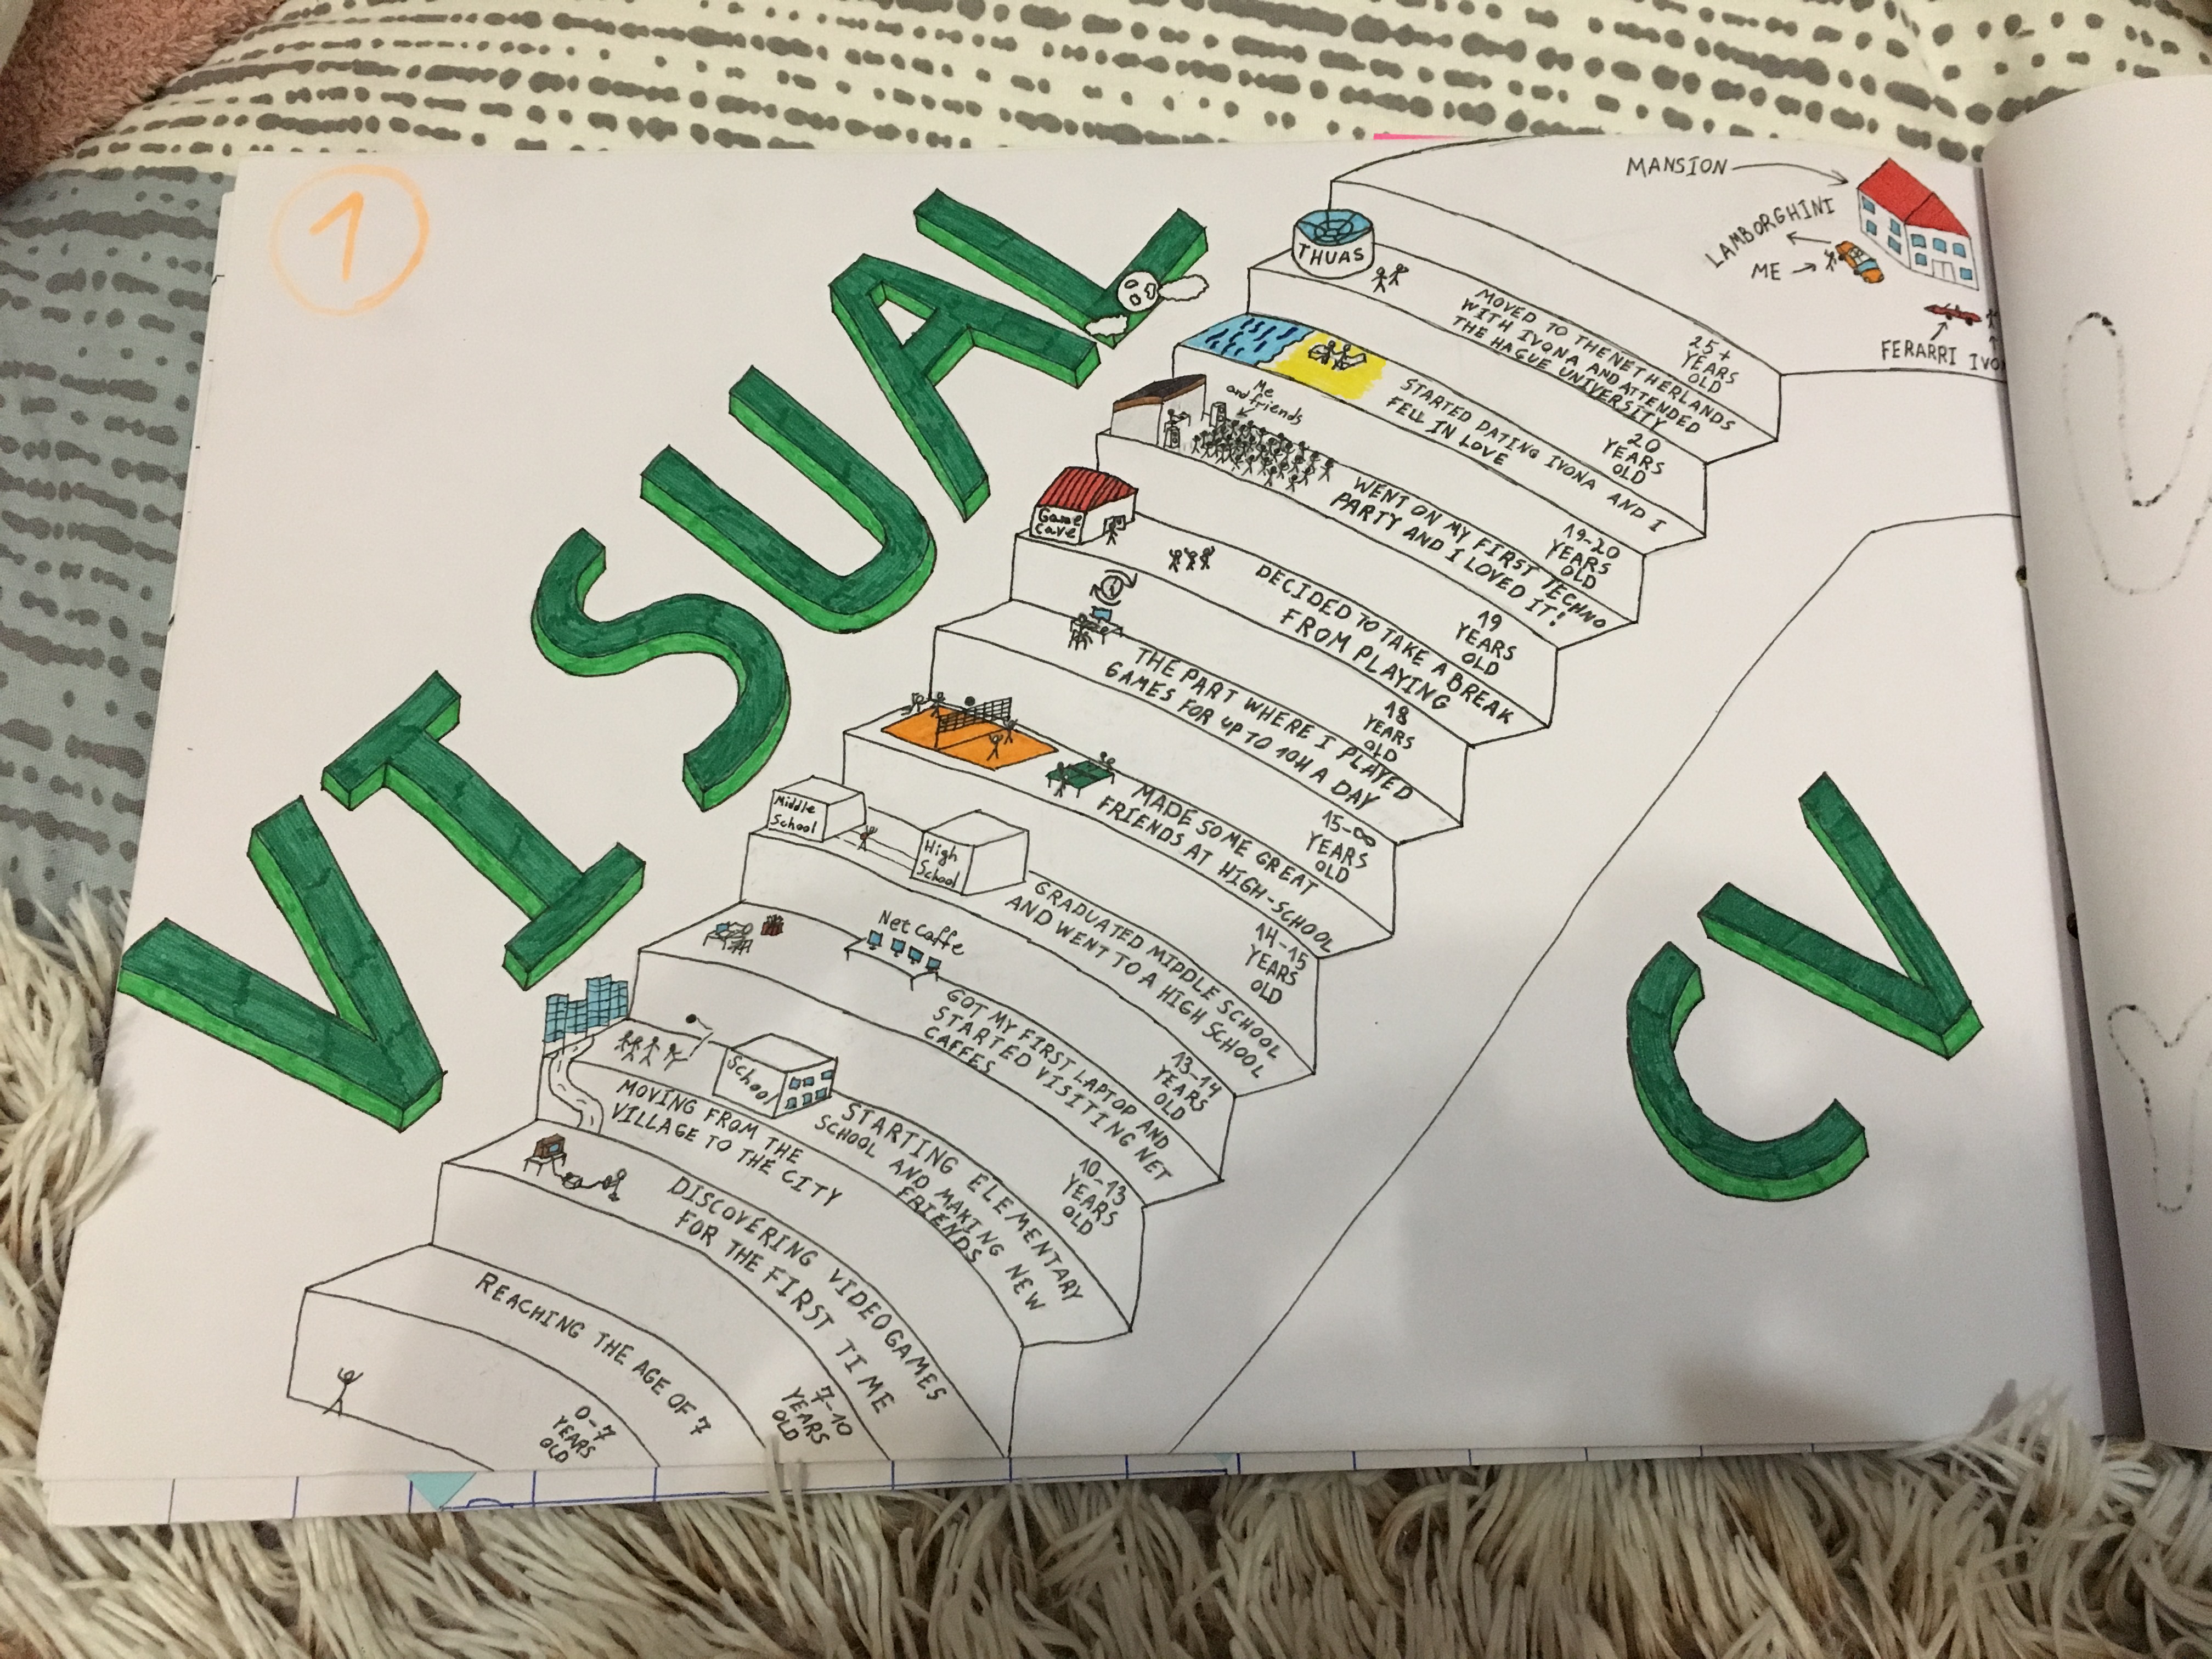 1
VISUAL
CV
MANSION
LAMBORGHINI
ME
FERARRI
THUAS
25+
YEARS
OLD
MOVED TO THE NETHERLANDS
WITH IVONA AND ATTENDED
THE HAGUE UNIVERSITY
20
YEARS
OLD
STARTED DATING IVONA AND I
FELL IN LOVE
19-20
YEARS
OLD
Me
and friends
WENT ON MY FIRST TECHNO
PARTY AND I LOVED IT!
19
YEARS
OLD
Game
Cave
DECIDED TO TAKE A BREAK
FROM PLAYING
18
YEARS
OLD
THE PART WHERE I PLAYED
GAMES FOR UP TO 10H A DAY
15-∞
YEARS
OLD
MADE SOME GREAT
FRIENDS AT HIGH-SCHOOL
14-15
YEARS
OLD
Middle
School
High
School
GRADUATED MIDDLE SCHOOL
AND WENT TO A HIGH SCHOOL
13-14
YEARS
OLD
Net caffe
GOT MY FIRST LAPTOP AND
STARTED VISITING NET
CAFFES
10-13
YEARS
OLD
School
STARTING ELEMENTARY
SCHOOL AND MAKING NEW
FRIENDS
MOVING FROM THE
VILLAGE TO THE CITY
DISCOVERING VIDEOGAMES
FOR THE FIRST TIME
7-10
YEARS
OLD
REACHING THE AGE OF 7
0-7
YEARS
OLD